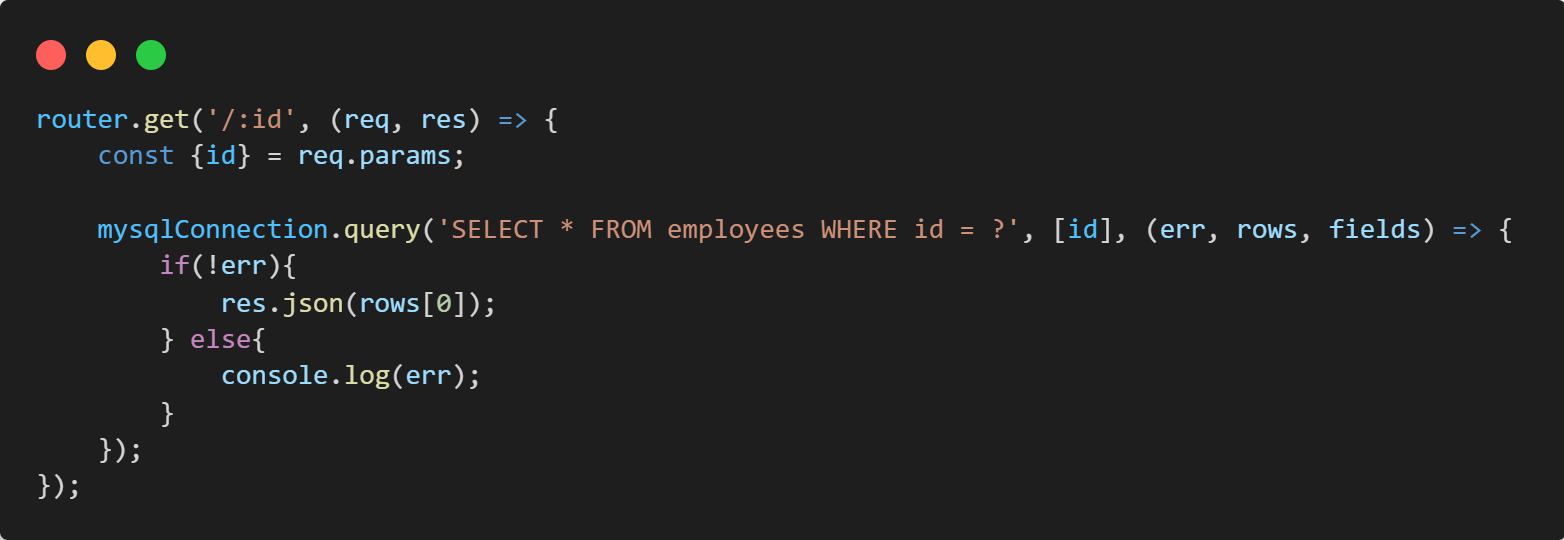 router.get('/:id', (req, res) => {
    const {id} = req.params;

    mysqlConnection.query('SELECT * FROM employees WHERE id = ?', [id], (err, rows, fields) => {
        if(!err){
            res.json(rows[0]);
        } else{
            console.log(err);
        }
    });
});